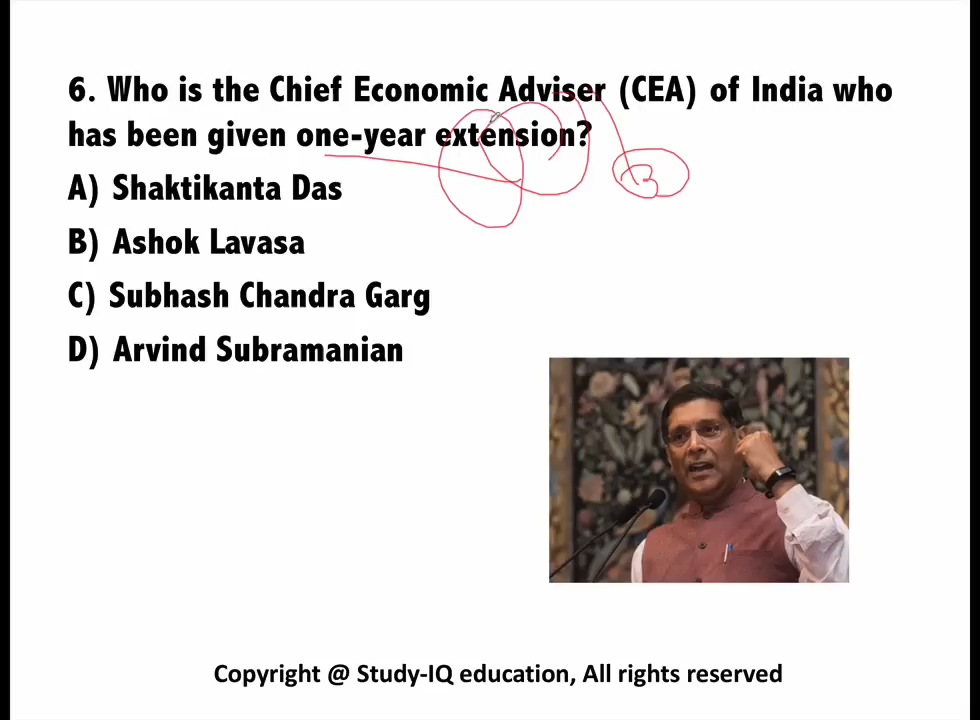 6. Who is the Chief Economic Adviser (CEA) of India who
has been given one-year extension?
A) Shaktikanta Das
B) Ashok Lavasa
C) Subhash Chandra Garg
D) Arvind Subramanian
Copyright @ Study-IQ education, All rights reserved